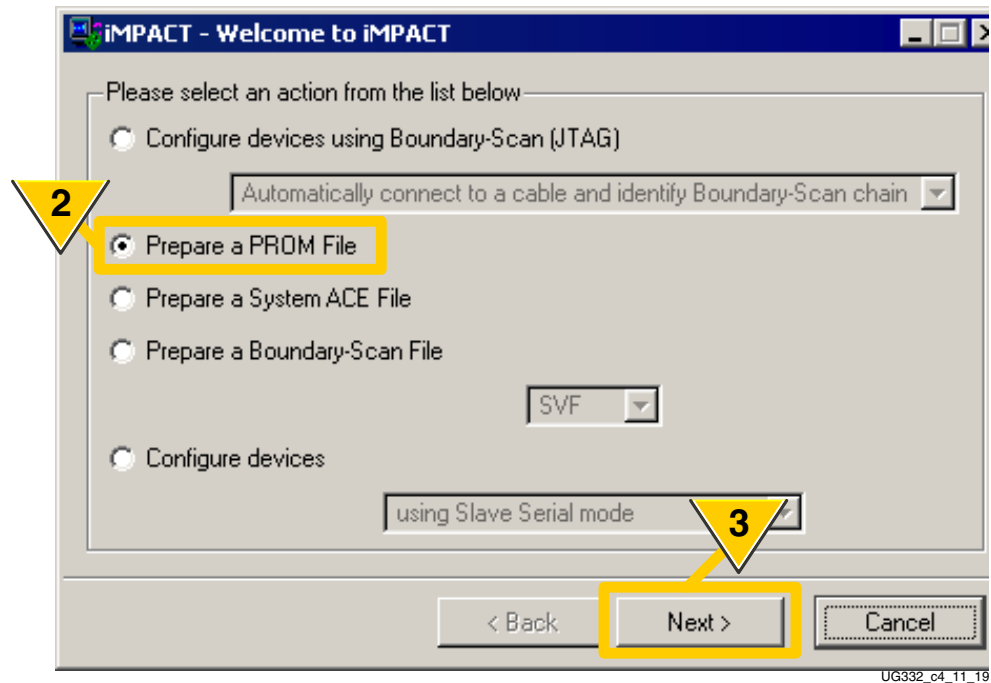 iMPACT - Welcome to iMPACT
Please select an action from the list below
Configure devices using Boundary-Scan (JTAG)
Automatically connect to a cable and identify Boundary-Scan chain
2
Prepare a PROM File
Prepare a System ACE File
Prepare a Boundary-Scan File
SVF
Configure devices
using Slave Serial mode
3
< Back
Next >
Cancel
UG332_c4_11_19